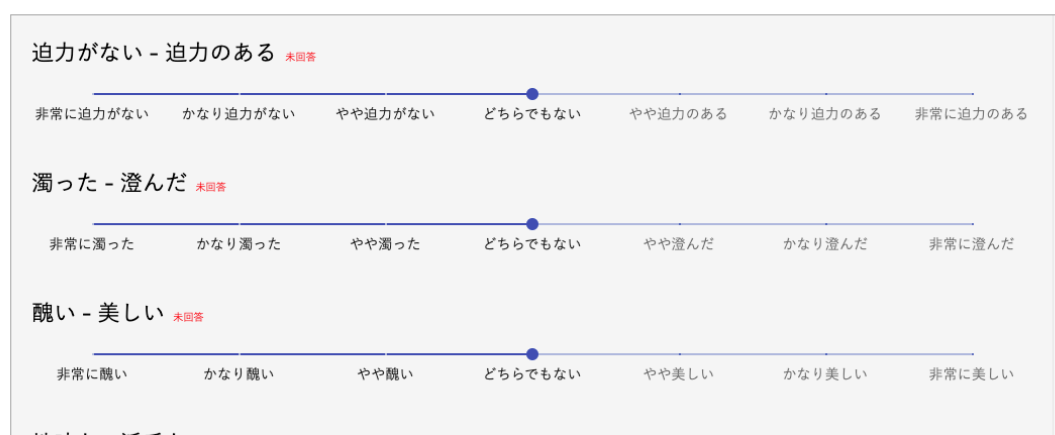 迫力がない - 迫力のある 未回答
非常に迫力がない かなり迫力がない やや迫力がない どちらでもない やや迫力のある かなり迫力のある 非常に迫力のある
濁った - 澄んだ 未回答
非常に濁った かなり濁った やや濁った どちらでもない やや澄んだ かなり澄んだ 非常に澄んだ
醜い - 美しい 未回答
非常に醜い かなり醜い やや醜い どちらでもない やや美しい かなり美しい 非常に美しい